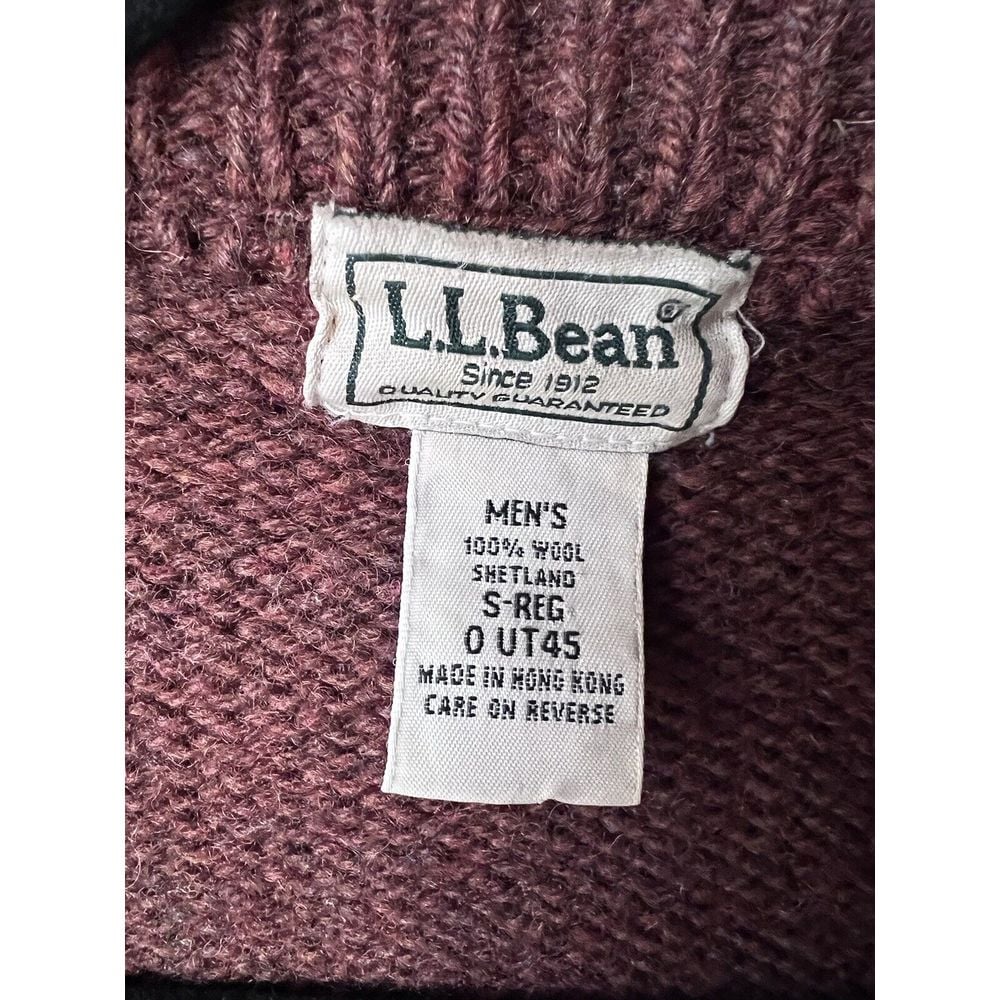 L.L.Bean®
Since 1912
QUALITY GUARANTEED
MEN'S
100% WOOL
SHETLAND
S-REG
0 UT45
MADE IN HONG KONG
CARE ON REVERSE